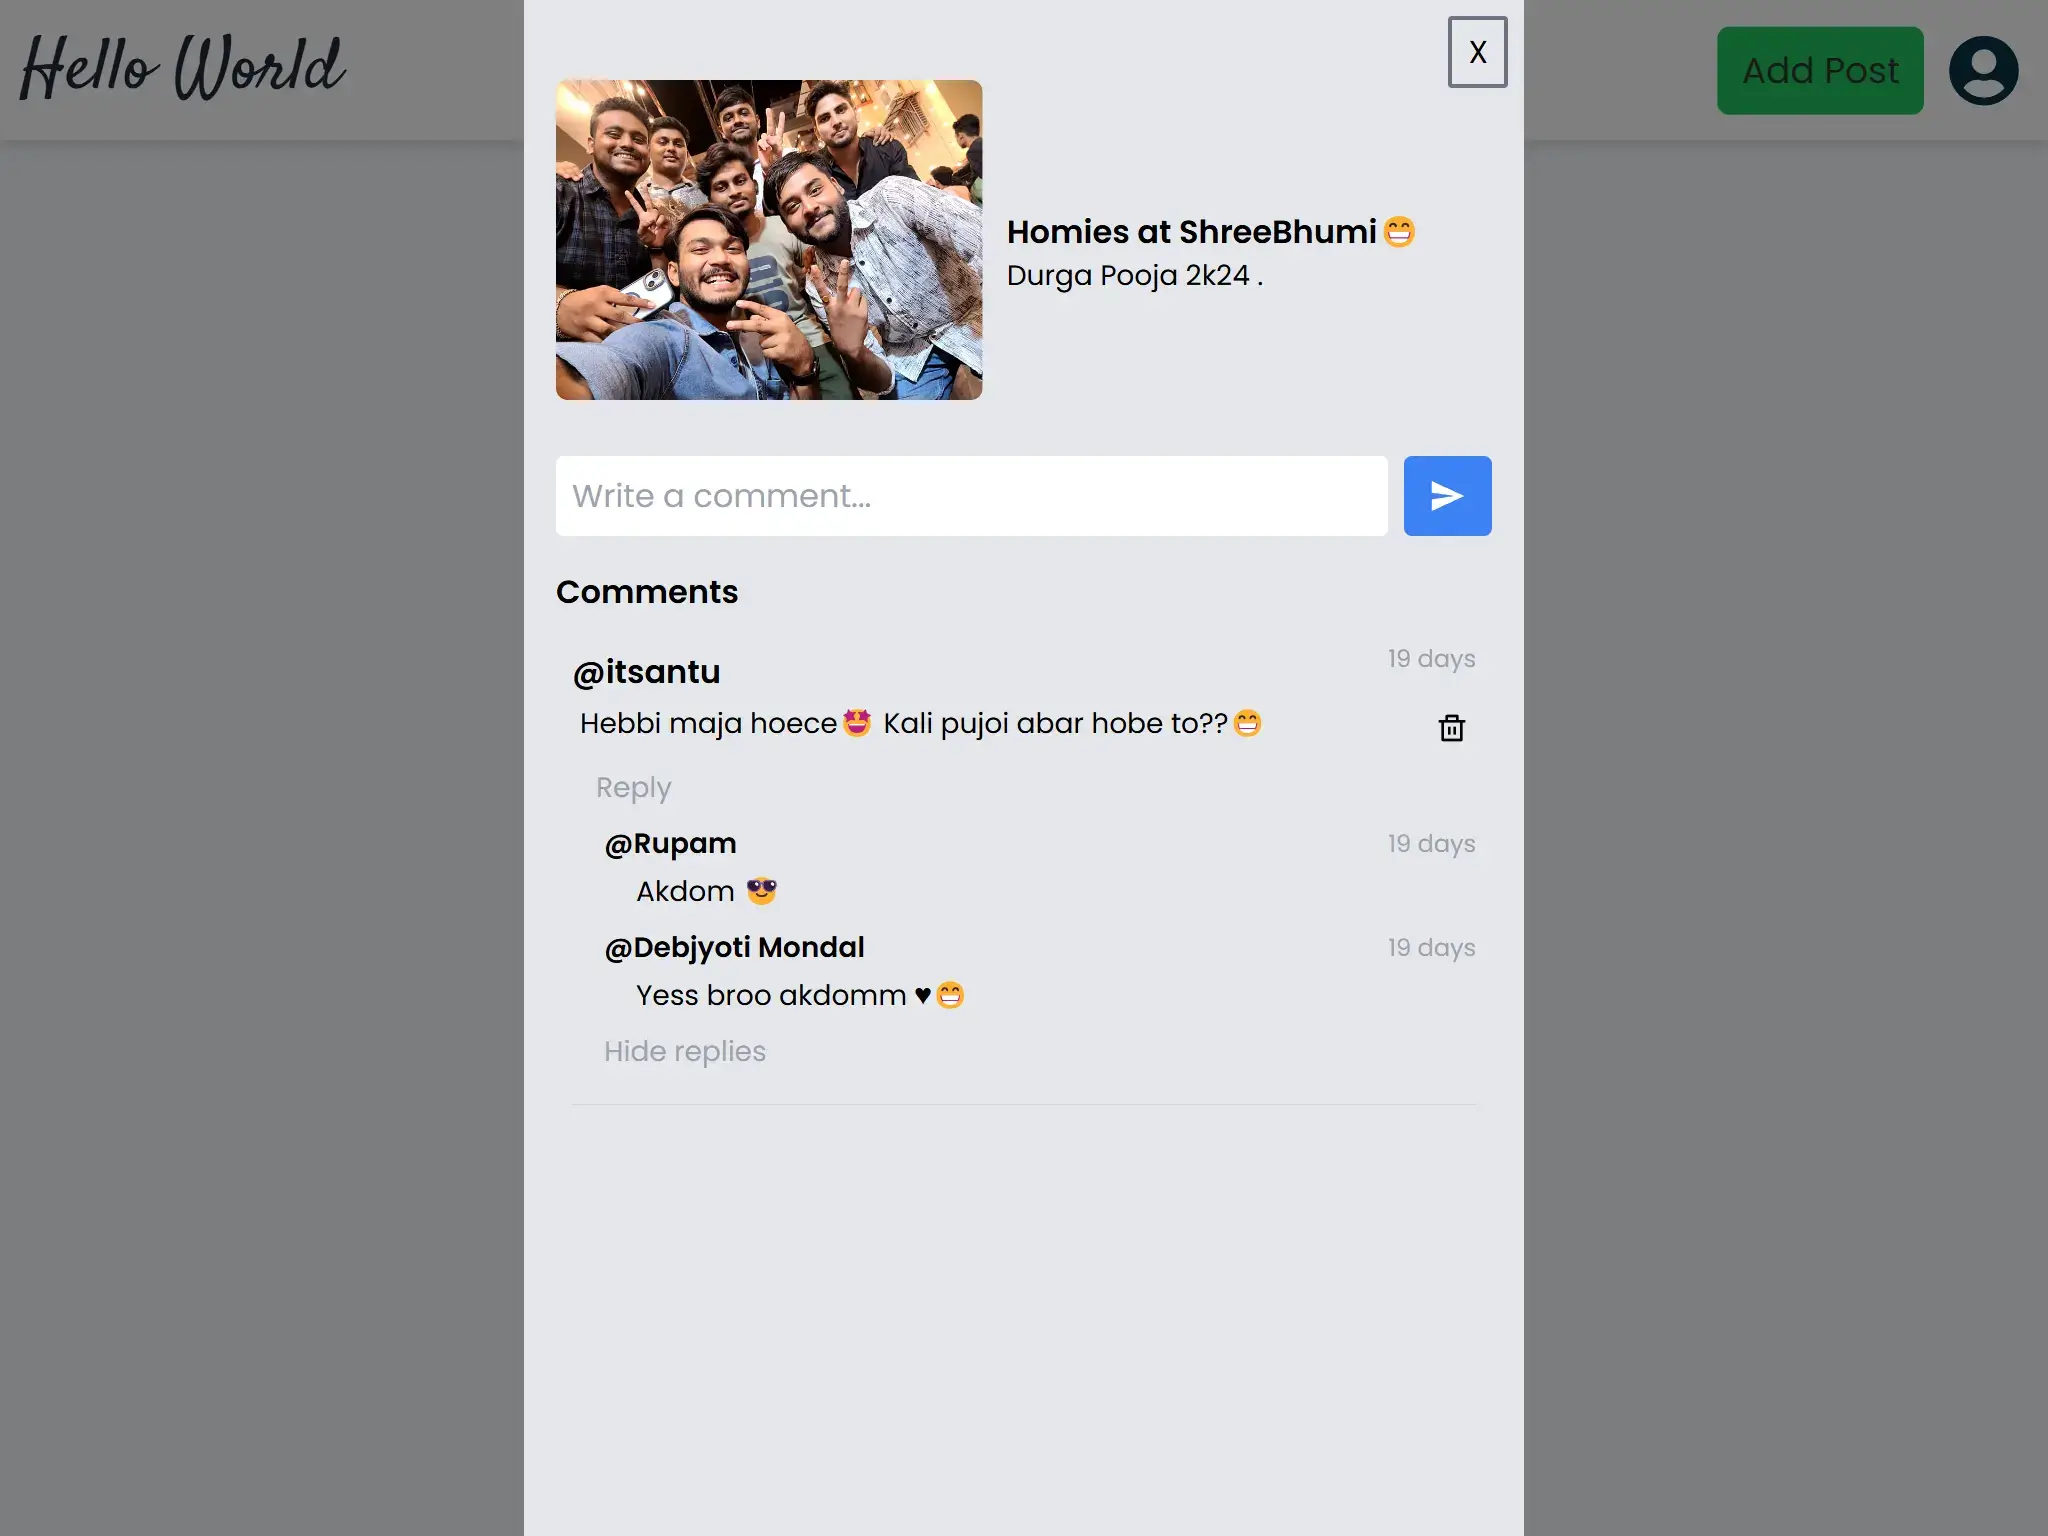 Hello World
Add Post
X
Homies at ShreeBhumi😁
Durga Pooja 2k24 .
Write a comment...
Comments
@itsantu
19 days
Hebbi maja hoece🤩 Kali pujoi abar hobe to??😁
Reply
@Rupam
19 days
Akdom 😎
@Debjyoti Mondal
19 days
Yess broo akdomm ♥😁
Hide replies